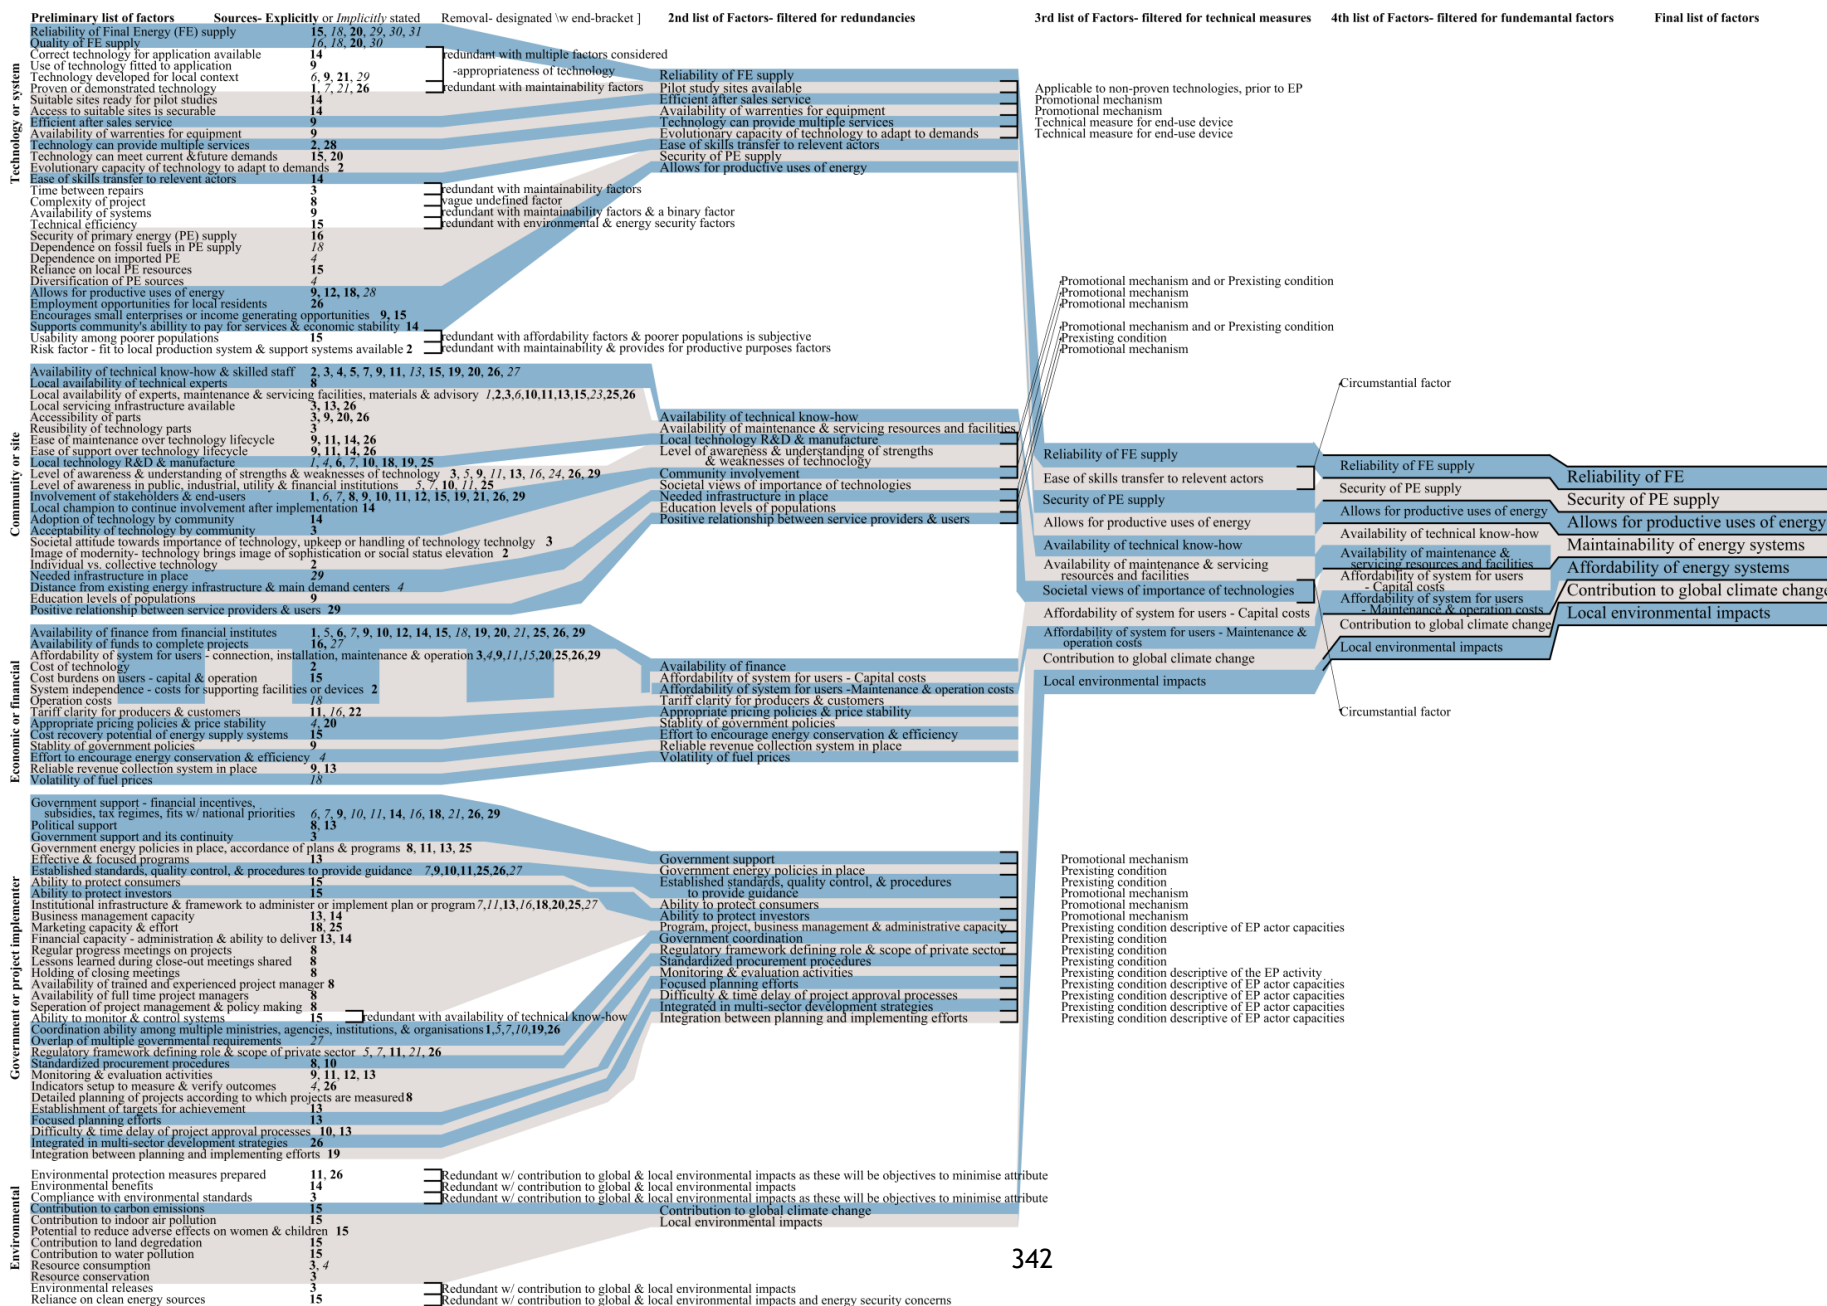 Preliminary list of factors Sources- Explicitly or Implicitly stated Removal- designated \w end-bracket ] 2nd list of Factors- filtered for redundancies 3rd list of Factors- filtered for technical measures 4th list of Factors- filtered for fundemantal factors Final list of factors
Technology or system
Reliability of Final Energy (FE) supply 15, 18, 20, 29, 30, 31
Quality of FE supply 16, 18, 20, 30
Correct technology for application available 14
Use of technology fitted to application 9
Technology developed for local context 6, 9, 21, 29
Proven or demonstrated technology 1, 7, 21, 26
Suitable sites ready for pilot studies 14
Access to suitable sites is securable 14
Efficient after sales service 9
Availability of warrenties for equipment 9
Technology can provide multiple services 2, 28
Technology can meet current &future demands 15, 20
Evolutionary capacity of technology to adapt to demands 2
Ease of skills transfer to relevant actors 14
Time between repairs 3
Complexity of project 8
Availability of systems 9
Technical efficiency 15
Security of primary energy (PE) supply 16
Dependence on fossil fuels in PE supply 18
Dependence on imported PE 4
Reliance on local PE resources 15
Diversification of PE sources 4
Allows for productive uses of energy 9, 12, 18, 28
Employment opportunities for local residents 26
Encourages small enterprises or income generating opportunities 9, 15
Supports community's abillity to pay for services & economic stability 14
Usability among poorer populations 15
Risk factor - fit to local production system & support systems available 2
redundant with multiple factors considered
-appropriateness of technology
redundant with maintainability factors
redundant with maintainability factors
vague undefined factor
redundant with maintainability factors & a binary factor
redundant with environmental & energy security factors
redundant with affordability factors & poorer populations is subjective
redundant with maintainability & provides for productive purposes factors
Reliability of FE supply
Pilot study sites available
Efficient after sales service
Availability of warrenties for equipment
Technology can provide multiple services
Evolutionary capacity of technology to adapt to demands
Ease of skills transfer to relevant actors
Security of PE supply
Allows for productive uses of energy
Applicable to non-proven technologies, prior to EP
Promotional mechanism
Promotional mechanism
Technical measure for end-use device
Technical measure for end-use device
Community or site
Availability of technical know-how & skilled staff 2, 3, 4, 5, 7, 9, 11, 13, 15, 19, 20, 26, 27
Local availability of technical experts 8
Local availability of experts, maintenance & servicing facilities, materials & advisory 1,2,3,6,10,11,13,15,23,25,26
Local servicing infrastructure available 3, 13, 26
Accessibility of parts 3, 9, 20, 26
Reusibility of technology parts 3
Ease of maintenance over technology lifecycle 9, 11, 14, 26
Ease of support over technology lifecycle 9, 11, 14, 26
Local technology R&D & manufacture 1, 4, 6, 7, 10, 18, 19, 25
Level of awareness & understanding of strengths & weaknesses of technology 3, 5, 9, 11, 13, 16, 24, 26, 29
Level of awareness in public, industrial, utility & financial institutions 5, 7, 10, 11, 25
Involvement of stakeholders & end-users 1, 6, 7, 8, 9, 10, 11, 12, 15, 19, 21, 26, 29
Local champion to continue involvement after implementation 14
Adoption of technology by community 14
Acceptability of technology by community 3
Societal attitude towards importance of technology, upkeep or handling of technology technolgy 3
Image of modernity- technology brings image of sophistication or social status elevation 2
Individual vs. collective technology 2
Needed infrastructure in place 29
Distance from existing energy infrastructure & main demand centers 4
Education levels of populations 9
Positive relationship between service providers & users 29
Availability of technical know-how
Availability of maintenance & servicing resources and facilities
Local technology R&D & manufacture
Level of awareness & understanding of strengths
& weaknesses of technocology
Community involvement
Societal views of importance of technologies
Needed infrastructure in place
Education levels of populations
Positive relationship between service providers & users
Promotional mechanism and or Prexisting condition
Promotional mechanism
Promotional mechanism
Promotional mechanism and or Prexisting condition
Prexisting condition
Promotional mechanism
Economic or financial
Availability of finance from financial institutes 1, 5, 6, 7, 9, 10, 12, 14, 15, 18, 19, 20, 21, 25, 26, 29
Availability of funds to complete projects 16, 27
Affordability of system for users - connection, installation, maintenance & operation 3,4,9,11,15,20,25,26,29
Cost of technology 2
Cost burdens on users - capital & operation 15
System independence - costs for supporting facilities or devices 2
Operation costs 18
Tariff clarity for producers & customers 11, 16, 22
Appropriate pricing policies & price stability 4, 20
Cost recovery potential of energy supply systems 15
Stablity of government policies 9
Effort to encourage energy conservation & efficiency 4
Reliable revenue collection system in place 9, 13
Volatility of fuel prices 18
Availability of finance
Affordability of system for users - Capital costs
Affordability of system for users -Maintenance & operation costs
Tariff clarity for producers & customers
Appropriate pricing policies & price stability
Stablity of government policies
Effort to encourage energy conservation & efficiency
Reliable revenue collection system in place
Volatility of fuel prices
Reliability of FE supply
Ease of skills transfer to relevent actors
Security of PE supply
Allows for productive uses of energy
Availability of technical know-how
Availability of maintenance & servicing
resources and facilities
Societal views of importance of technologies
Affordability of system for users - Capital costs
Affordability of system for users - Maintenance &
operation costs
Contribution to global climate change
Local environmental impacts
Circumstantial factor
Reliability of FE supply
Security of PE supply
Allows for productive uses of energy
Availability of technical know-how
Availability of maintenance &
servicing resources and facilities
Affordability of system for users
- Capital costs
Affordability of system for users
- Maintenance & operation costs
Contribution to global climate change
Local environmental impacts
Circumstantial factor
Reliability of FE
Security of PE supply
Allows for productive uses of energy
Maintainability of energy systems
Affordability of energy systems
Contribution to global climate change
Local environmental impacts
Government or project implementer
Government support - financial incentives,
subsidies, tax regimes, fits w/ national priorities 6, 7, 9, 10, 11, 14, 16, 18, 21, 26, 29
Political support 8, 13
Government support and its continuity 3
Government energy policies in place, accordance of plans & programs 8, 11, 13, 25
Effective & focused programs 13
Established standards, quality control, & procedures to provide guidance 7,9,10,11,25,26,27
Ability to protect consumers 15
Ability to protect investors 15
Institutional infrastructure & framework to administer or implement plan or program 7,11,13,16,18,20,25,27
Business management capacity 13, 14
Marketing capacity & effort 18, 25
Financial capacity - administration & ability to deliver 13, 14
Regular progress meetings on projects 8
Lessons learned during close-out meetings shared 8
Holding of closing meetings 8
Availability of trained and experienced project manager 8
Availability of full time project managers 8
Seperation of project management & policy making 8
Ability to monitor & control systems 15 redundant with availability of technical know-how
Coordination ability among multiple ministries, agencies, institutions, & organisations 1,5,7,10,19,26
Overlap of multiple governmental requirements 27
Regulatory framework defining role & scope of private sector 5, 7, 11, 21, 26
Standardized procurement procedures 8, 10
Monitoring & evaluation activities 9, 11, 12, 13
Indicators setup to measure & verify outcomes 4, 26
Detailed planning of projects according to which projects are measured 8
Establishment of targets for achievement 13
Focused planning efforts 13
Difficulty & time delay of project approval processes 10, 13
Integrated in multi-sector development strategies 26
Integration between planning and implementing efforts 19
Government support
Government energy policies in place
Established standards, quality control, & procedures
to provide guidance
Ability to protect consumers
Ability to protect investors
Program, project, business management & administrative capacity
Government coordination
Regulatory framework defining role & scope of private sector
Standardized procurement procedures
Monitoring & evaluation activities
Focused planning efforts
Difficulty & time delay of project approval processes
Integrated in multi-sector development strategies
Integration between planning and implementing efforts
Promotional mechanism
Prexisting condition
Prexisting condition
Promotional mechanism
Promotional mechanism
Promotional mechanism
Prexisting condition descriptive of EP actor capacities
Prexisting condition
Prexisting condition
Prexisting condition
Prexisting condition descriptive of the EP activity
Prexisting condition descriptive of EP actor capacities
Prexisting condition descriptive of EP actor capacities
Prexisting condition descriptive of EP actor capacities
Prexisting condition descriptive of EP actor capacities
Environmental
Environmental protection measures prepared 11, 26 Redundant w/ contribution to global & local environmental impacts as these will be objectives to minimise attribute
Environmental benefits 14 Redundant w/ contribution to global & local environmental impacts
Compliance with environmental standards 3 Redundant w/ contribution to global & local environmental impacts as these will be objectives to minimise attribute
Contribution to carbon emissions 15
Contribution to indoor air pollution 15
Potential to reduce adverse effects on women & children 15
Contribution to land degredation 15
Contribution to water pollution 15
Resource consumption 3, 4
Resource conservation 3
Environmental releases 3 Redundant w/ contribution to global & local environmental impacts
Reliance on clean energy sources 15 Redundant w/ contribution to global & local environmental impacts and energy security concerns
Contribution to global climate change
Local environmental impacts
342